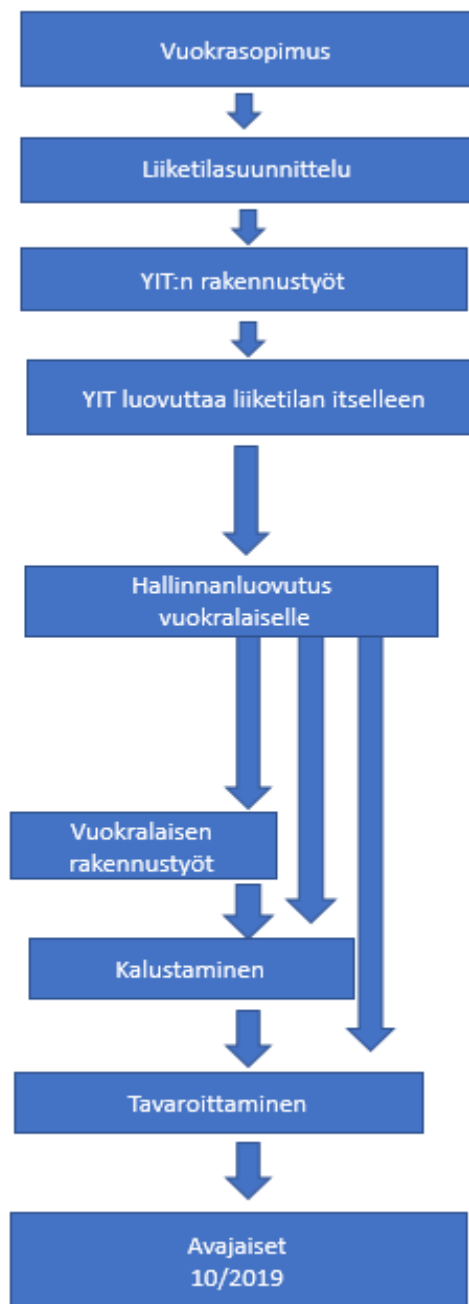 Vuokrasopimus
Liiketilasuunnittelu
YIT:n rakennustyöt
YIT luovuttaa liiketilan itselleen
Hallinnanluovutus
vuokralaiselle
Vuokralaisen
rakennustyöt
Kalustaminen
Tavaroittaminen
Avajaiset
10/2019